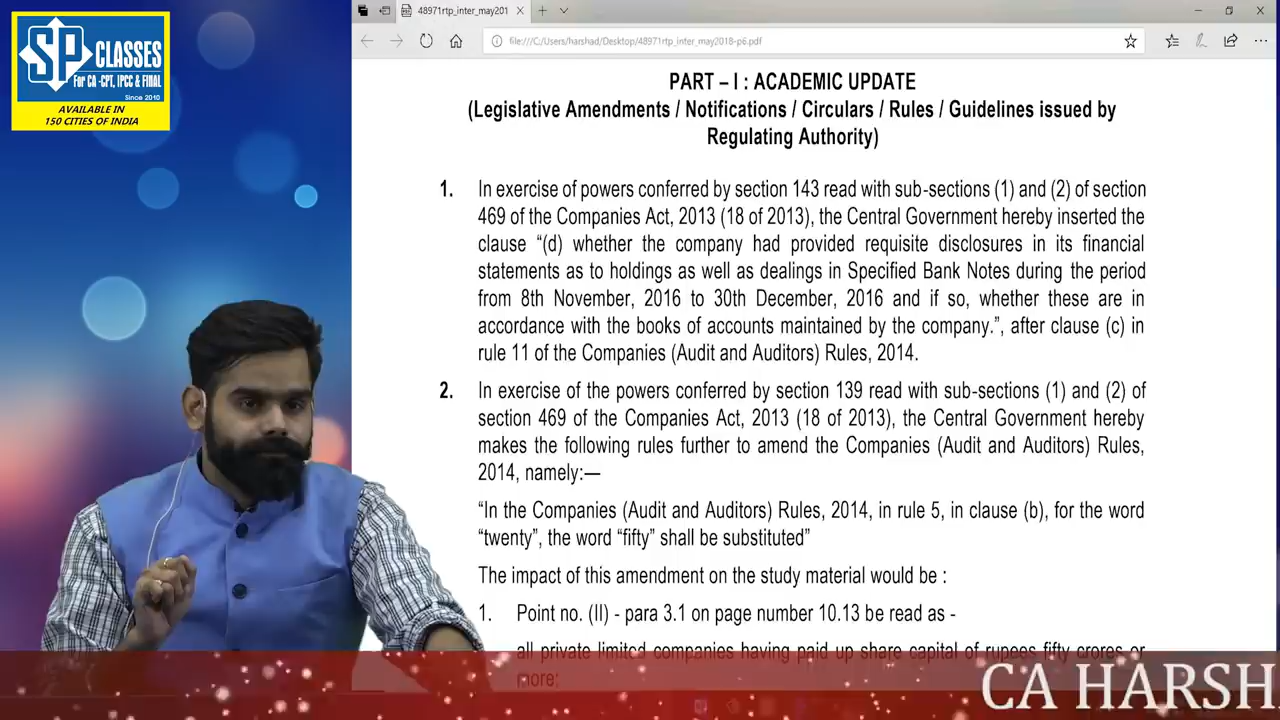 SP CLASSES
For CA -CPT, IPCC & FINAL
Since 2010
AVAILABLE IN
150 CITIES OF INDIA
48971rtp_inter_may201
file:///C:/Users/harshad/Desktop/48971rtp_inter_may2018-p6.pdf
PART – I : ACADEMIC UPDATE
(Legislative Amendments / Notifications / Circulars / Rules / Guidelines issued by
Regulating Authority)
1. In exercise of powers conferred by section 143 read with sub-sections (1) and (2) of section
469 of the Companies Act, 2013 (18 of 2013), the Central Government hereby inserted the
clause “(d) whether the company had provided requisite disclosures in its financial
statements as to holdings as well as dealings in Specified Bank Notes during the period
from 8th November, 2016 to 30th December, 2016 and if so, whether these are in
accordance with the books of accounts maintained by the company.”, after clause (c) in
rule 11 of the Companies (Audit and Auditors) Rules, 2014.
2. In exercise of the powers conferred by section 139 read with sub-sections (1) and (2) of
section 469 of the Companies Act, 2013 (18 of 2013), the Central Government hereby
makes the following rules further to amend the Companies (Audit and Auditors) Rules,
2014, namely:—
“In the Companies (Audit and Auditors) Rules, 2014, in rule 5, in clause (b), for the word
“twenty”, the word “fifty” shall be substituted”
The impact of this amendment on the study material would be :
1. Point no. (II) - para 3.1 on page number 10.13 be read as -
all private limited companies having paid up share capital of rupees fifty crores or
more;
CA HARSH